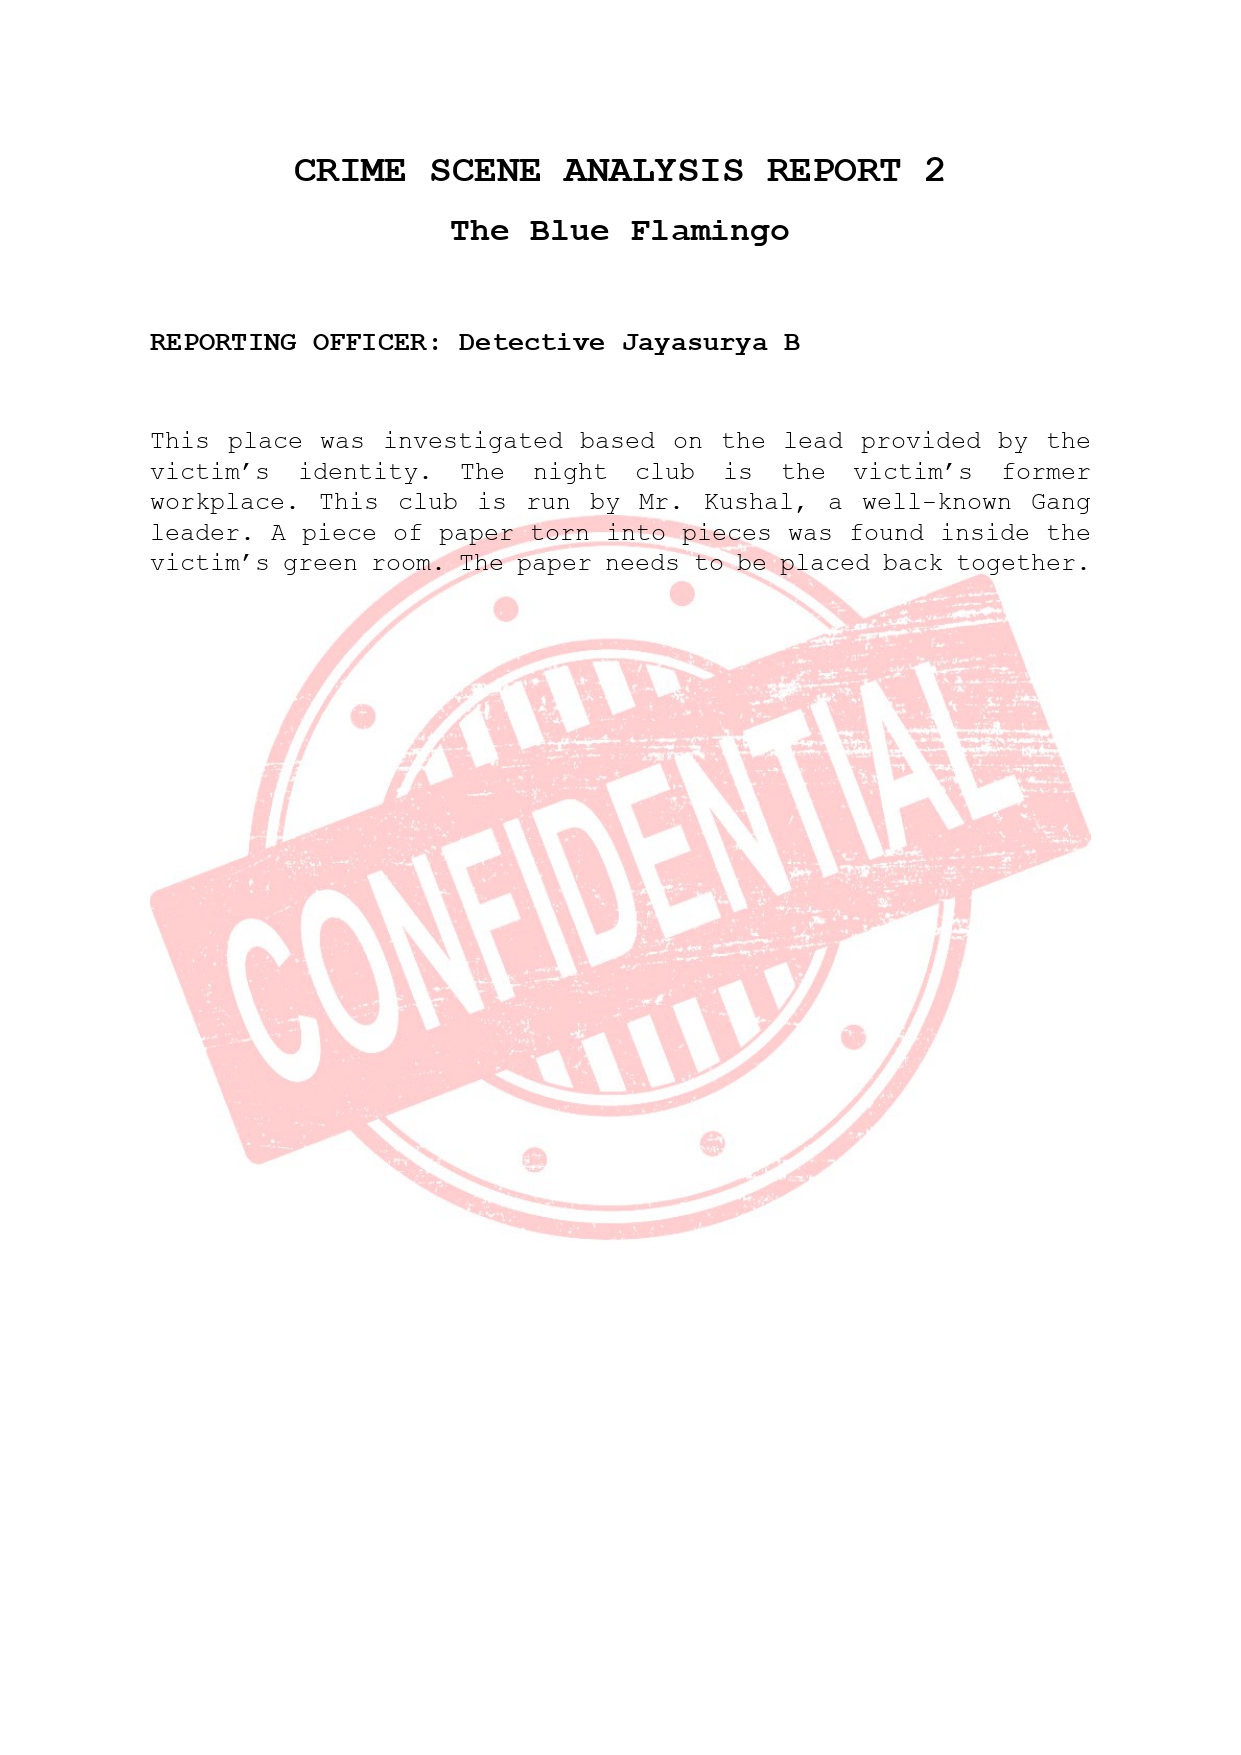 CRIME SCENE ANALYSIS REPORT 2
The Blue Flamingo
REPORTING OFFICER: Detective Jayasurya B
This place was investigated based on the lead provided by the
victim’s identity. The night club is the victim’s former
workplace. This club is run by Mr. Kushal, a well-known Gang
leader. A piece of paper torn into pieces was found inside the
victim’s green room. The paper needs to be placed back together.
CONFIDENTIAL